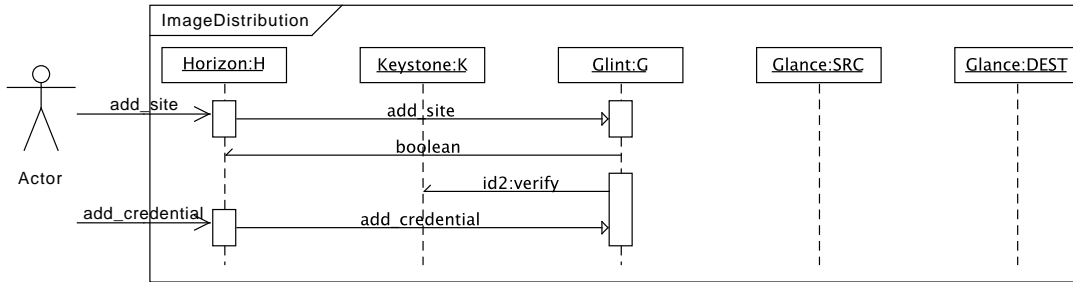 ImageDistribution
Horizon:H
Keystone:K
Glint:G
Glance:SRC
Glance:DEST
add_site
add_site
boolean
Actor
id2:verify
add_credential
add_credential